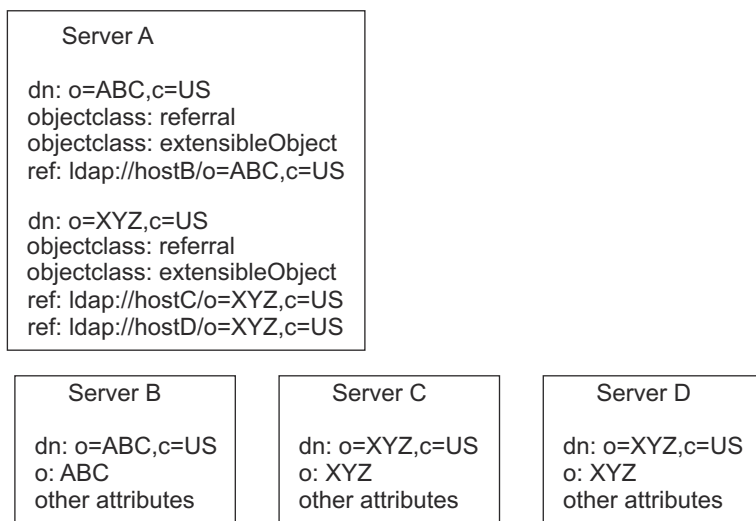 Server A
dn: o=ABC,c=US
objectclass: referral
objectclass: extensibleObject
ref: ldap://hostB/o=ABC,c=US
dn: o=XYZ,c=US
objectclass: referral
objectclass: extensibleObject
ref: ldap://hostC/o=XYZ,c=US
ref: ldap://hostD/o=XYZ,c=US
Server B
dn: o=ABC,c=US
o: ABC
other attributes
Server C
dn: o=XYZ,c=US
o: XYZ
other attributes
Server D
dn: o=XYZ,c=US
o: XYZ
other attributes